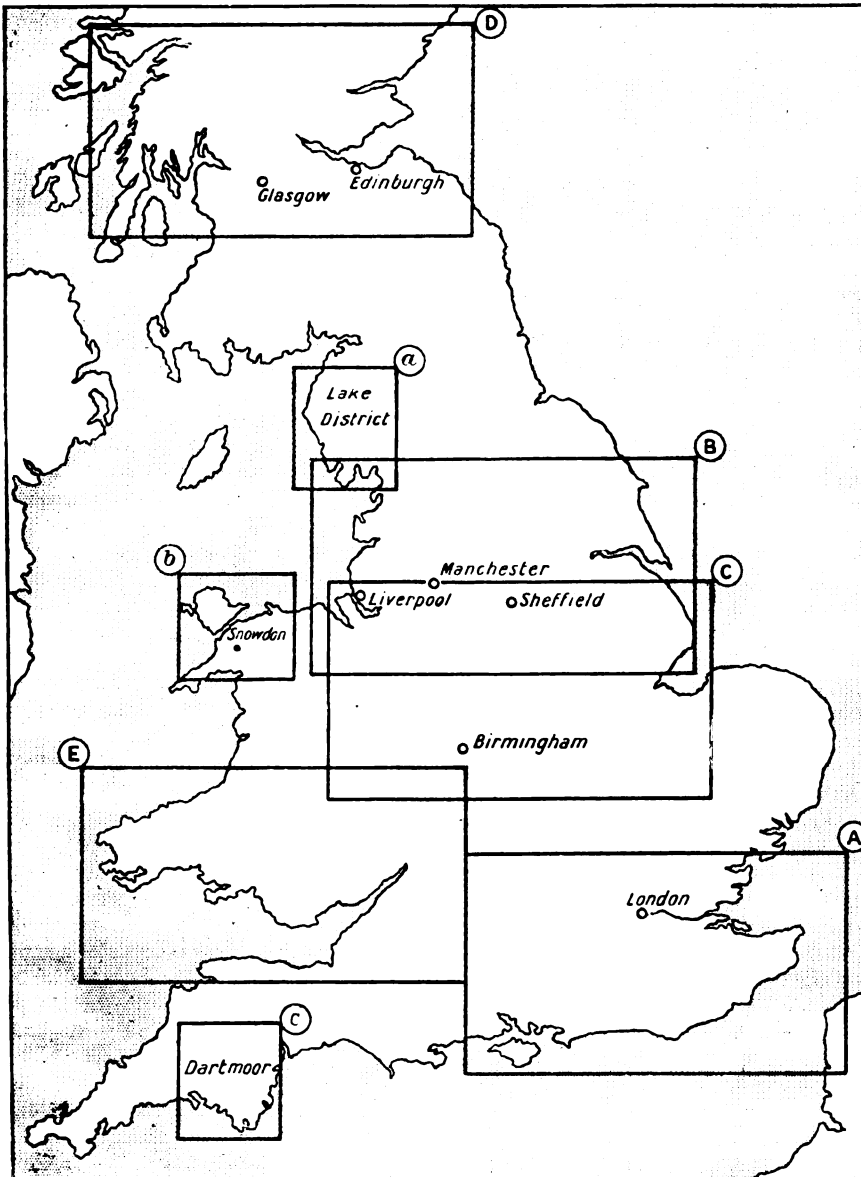 D
Edinburgh
Glasgow
a
Lake
District
B
b
Manchester
C
Liverpool
Sheffield
Snowdon
Birmingham
E
A
London
C
Dartmoor